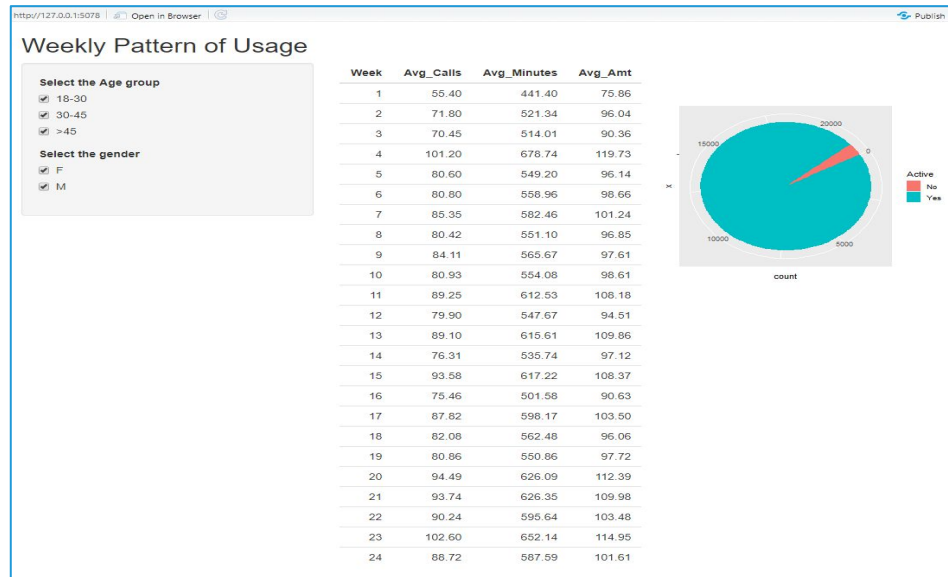 http://127.0.0.1:5078 Open in Browser Publish
Weekly Pattern of Usage
Select the Age group
18-30
30-45
>45
Select the gender
F
M
Week Avg_Calls Avg_Minutes Avg_Amt
1 55.40 441.40 75.86
2 71.80 521.34 96.04
3 70.45 514.01 90.36
4 101.20 678.74 119.73
5 80.60 549.20 96.14
6 80.80 558.96 98.66
7 85.35 582.46 101.24
8 80.42 551.10 96.85
9 84.11 565.67 97.61
10 80.93 554.08 98.61
11 89.25 612.53 108.18
12 79.90 547.67 94.51
13 89.10 615.61 109.86
14 76.31 535.74 97.12
15 93.58 617.22 108.37
16 75.46 501.58 90.63
17 87.82 598.17 103.50
18 82.08 562.48 96.06
19 80.86 550.86 97.72
20 94.49 626.09 112.39
21 93.74 626.35 109.98
22 90.24 595.64 103.48
23 102.60 652.14 114.95
24 88.72 587.59 101.61
20000
0
15000
x
10000
5000
count
Active
No
Yes